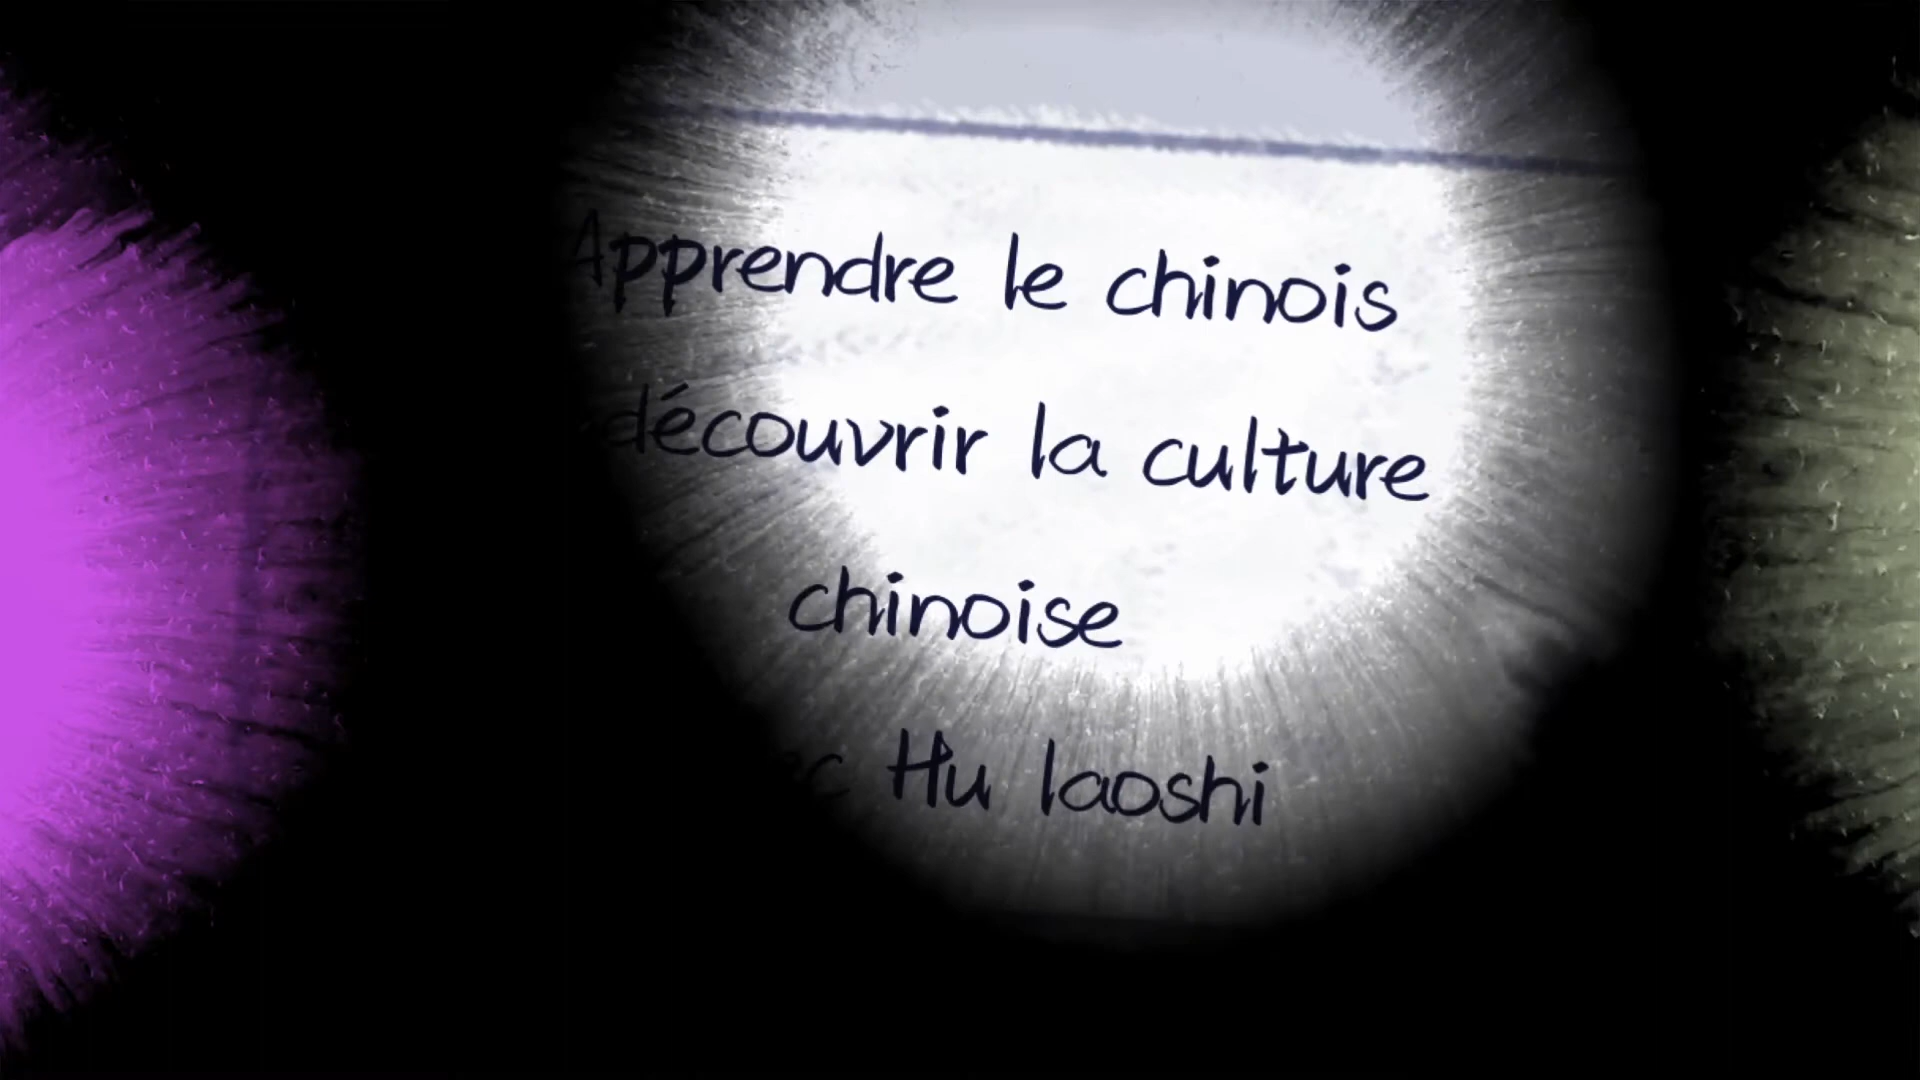 Apprendre le chinois
découvrir la culture
chinoise
Hu laoshi